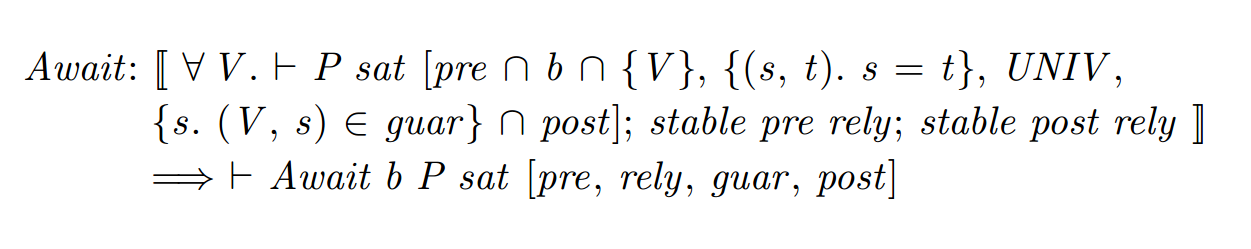 Await: ⟦ ∀ V. ⊢ P sat [pre ∩ b ∩ {V}, {(s, t). s = t}, UNIV,
{s. (V, s) ∈ guar} ∩ post]; stable pre rely; stable post rely ⟧
⟹ ⊢ Await b P sat [pre, rely, guar, post]